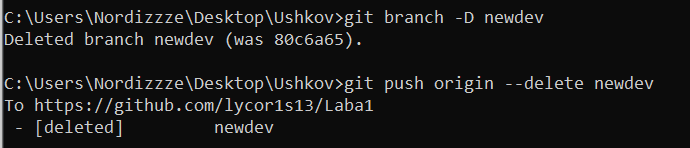 C:\Users\Nordizzze\Desktop\Ushkov>git branch -D newdev
Deleted branch newdev (was 80c6a65).
C:\Users\Nordizzze\Desktop\Ushkov>git push origin --delete newdev
To https://github.com/lycor1s13/Laba1
 - [deleted]         newdev